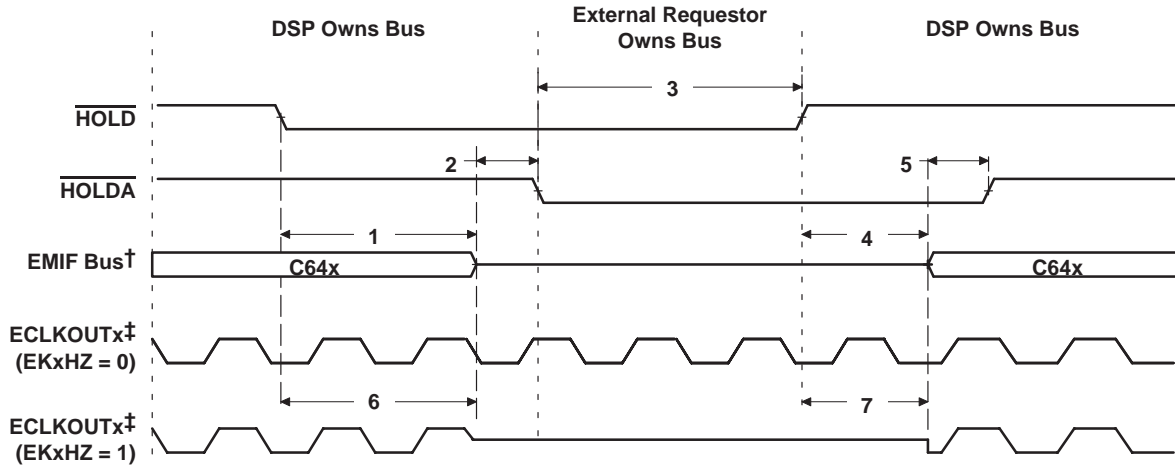 DSP Owns Bus
External Requestor
Owns Bus
DSP Owns Bus
HOLD
3
HOLDA
2
5
EMIF Bus†
1
4
C64x
C64x
ECLKOUTx‡
(EKxHZ = 0)
6
7
ECLKOUTx‡
(EKxHZ = 1)